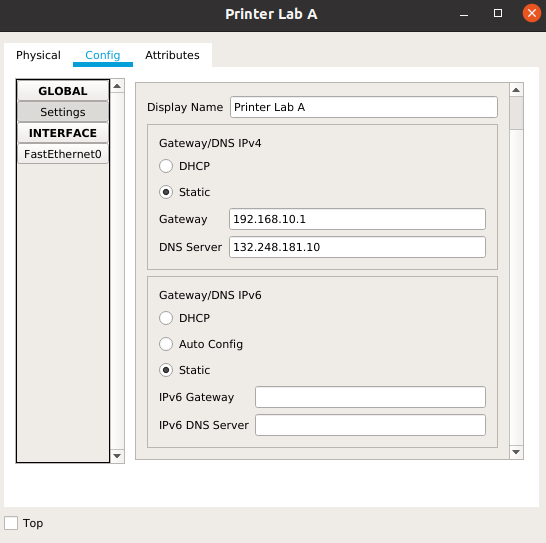 Printer Lab A
Physical Config Attributes
GLOBAL
Settings
INTERFACE
FastEthernet0
Display Name Printer Lab A
Gateway/DNS IPv4
DHCP
Static
Gateway 192.168.10.1
DNS Server 132.248.181.10
Gateway/DNS IPv6
DHCP
Auto Config
Static
IPv6 Gateway
IPv6 DNS Server
Top